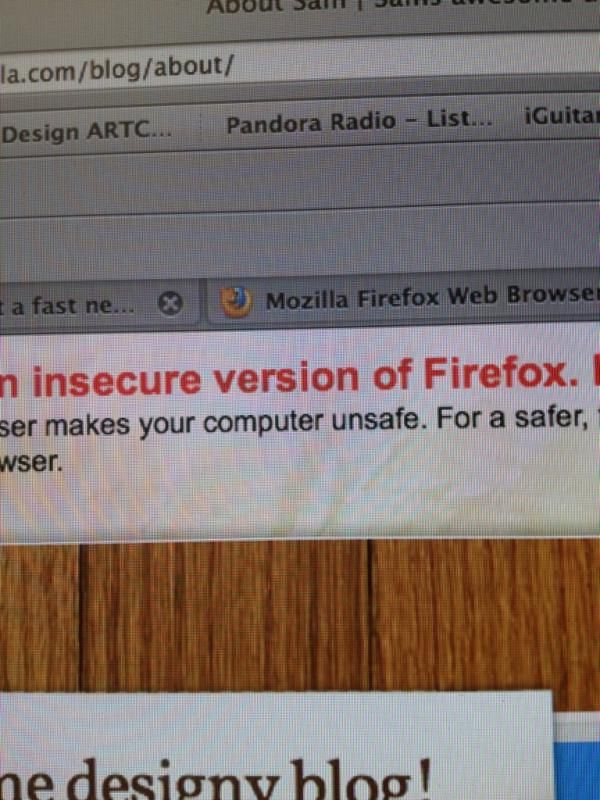 About Sam | Sams awesome
la.com/blog/about/
Design ARTC... Pandora Radio – List... iGuitar
t a fast ne... Mozilla Firefox Web Browser
n insecure version of Firefox.
ser makes your computer unsafe. For a safer,
wser.
ne designy blog!